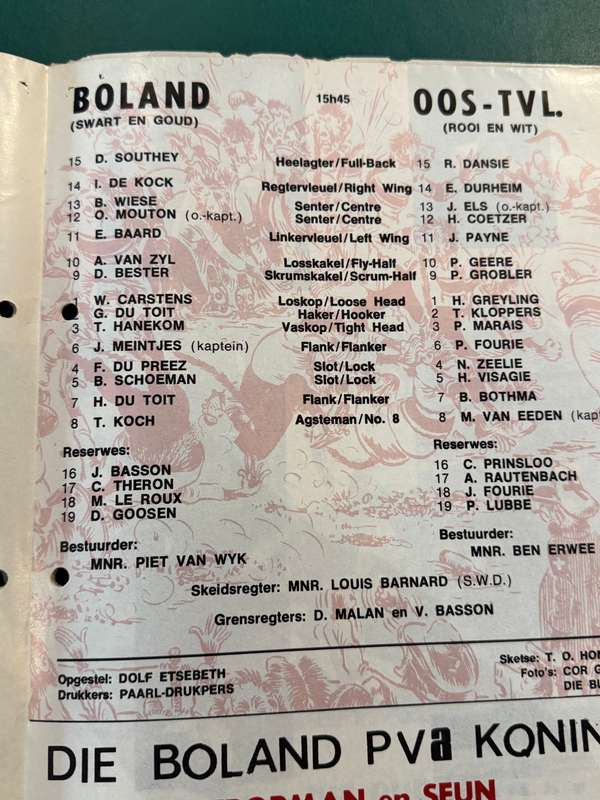 BOLAND 15h45 OOS-TVL.
(SWART EN GOUD) (ROOI EN WIT)
15 D. SOUTHEY Heelagter/Full-Back 15 R. DANSIE
14 I. DE KOCK Regtervleuel/Right Wing 14 E. DURHEIM
13 B. WIESE Senter/Centre 13 J. ELS (o.-kapt.)
12 O. MOUTON (o.-kapt.) Senter/Centre 12 H. COETZER
11 E. BAARD Linkervleuel/Left Wing 11 J. PAYNE
10 A. VAN ZYL Losskakel/Fly-Half 10 P. GEERE
9 D. BESTER Skrumskakel/Scrum-Half 9 P. GROBLER
1 W. CARSTENS Loskop/Loose Head 1 H. GREYLING
G. DU TOIT Haker/Hooker 2 T. KLOPPERS
3 T. HANEKOM Vaskop/Tight Head 3 P. MARAIS
6 J. MEINTJES (kaptein) Flank/Flanker 6 P. FOURIE
4 F. DU PREEZ Slot/Lock 4 N. ZEELIE
5 B. SCHOEMAN Slot/Lock 5 H. VISAGIE
7 H. DU TOIT Flank/Flanker 7 B. BOTHMA
8 T. KOCH Agsteman/No. 8 8 M. VAN EEDEN (kap
Reserwes: Reserwes:
16 J. BASSON 16 C. PRINSLOO
17 C. THERON 17 A. RAUTENBACH
18 M. LE ROUX 18 J. FOURIE
19 D. GOOSEN 19 P. LUBBE
Bestuurder: Bestuurder:
MNR. PIET VAN WYK MNR. BEN ERWEE
Skeidsregter: MNR. LOUIS BARNARD (S.W.D.)
Grensregters: D. MALAN en V. BASSON
Opgestel: DOLF ETSEBETH Sketse: T. O. HON
Drukkers: PAARL-DRUKPERS Foto's: COR G
DIE BU
DIE BOLAND PVa KONIN
en SEUN